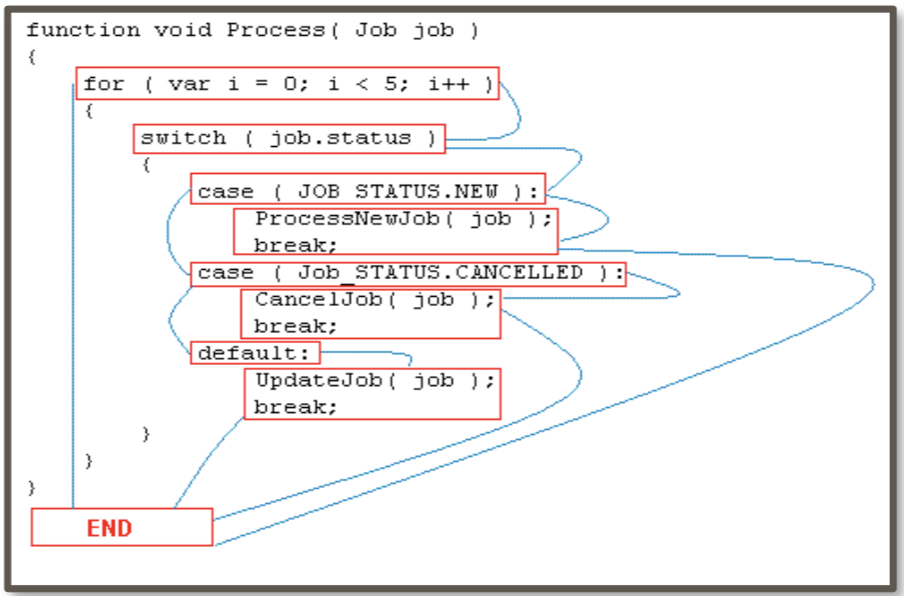 function void Process( Job job )
{
for ( var i = 0; i < 5; i++ )
{
switch ( job.status )
{
case ( JOB STATUS.NEW ):
ProcessNewJob( job );
break;
case ( Job_STATUS.CANCELLED ):
CancelJob( job );
break;
default:
UpdateJob( job );
break;
}
}
}
END